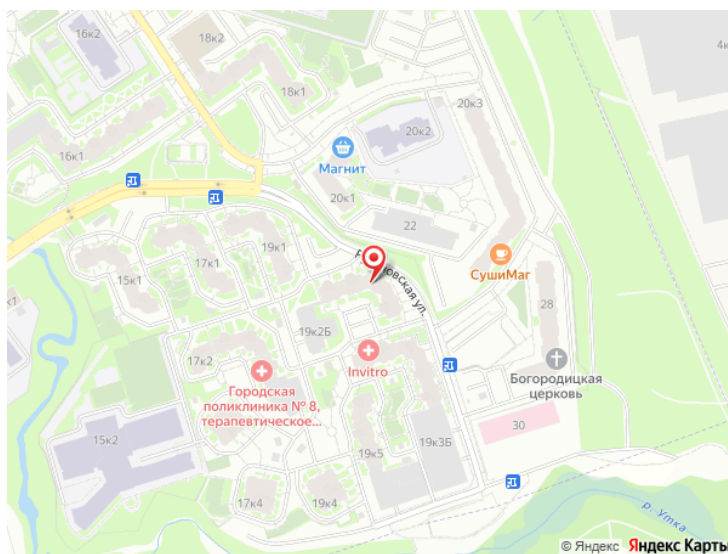 16к2
18к2
4к
18к1
20к3
20к2
16к1
Магнит
20к1
22
19к1
17к1
15к1
СушиМаг
28
19к2Б
17к2
Invitro
Богородицкая
церковь
Городская
поликлиника № 8,
терапевтическое...
15к2
30
19к3Б
19к5
17к4
19к4
р. Утка
© Яндекс Яндекс Карты